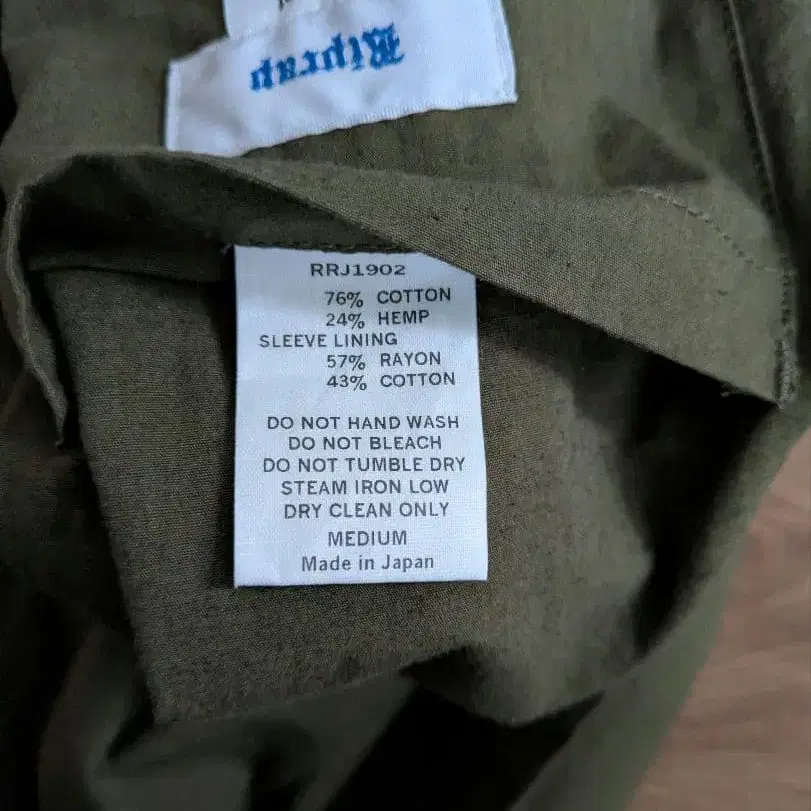 Riprap
RRJ1902
76% COTTON
24% HEMP
SLEEVE LINING
57% RAYON
43% COTTON
DO NOT HAND WASH
DO NOT BLEACH
DO NOT TUMBLE DRY
STEAM IRON LOW
DRY CLEAN ONLY
MEDIUM
Made in Japan